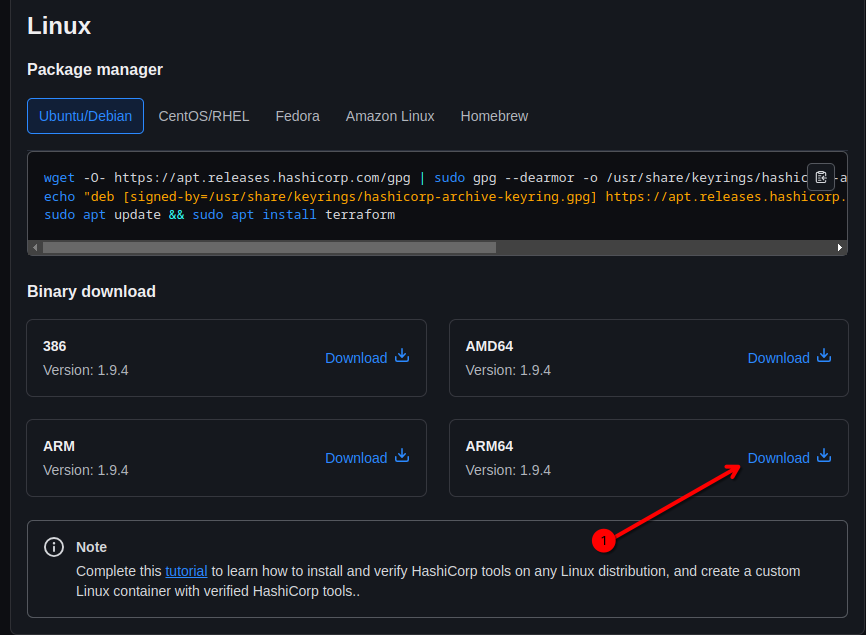 Linux
Package manager
Ubuntu/Debian CentOS/RHEL Fedora Amazon Linux Homebrew
wget -O- https://apt.releases.hashicorp.com/gpg | sudo gpg --dearmor -o /usr/share/keyrings/hashic -a
echo "deb [signed-by=/usr/share/keyrings/hashicorp-archive-keyring.gpg] https://apt.releases.hashicorp.
sudo apt update && sudo apt install terraform
Binary download
386
Version: 1.9.4
Download
AMD64
Version: 1.9.4
Download
ARM
Version: 1.9.4
Download
ARM64
Version: 1.9.4
Download
1
Note
Complete this tutorial to learn how to install and verify HashiCorp tools on any Linux distribution, and create a custom
Linux container with verified HashiCorp tools..